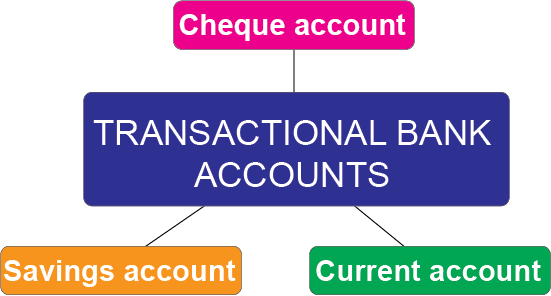 Cheque account
TRANSACTIONAL BANK
ACCOUNTS
Savings account
Current account